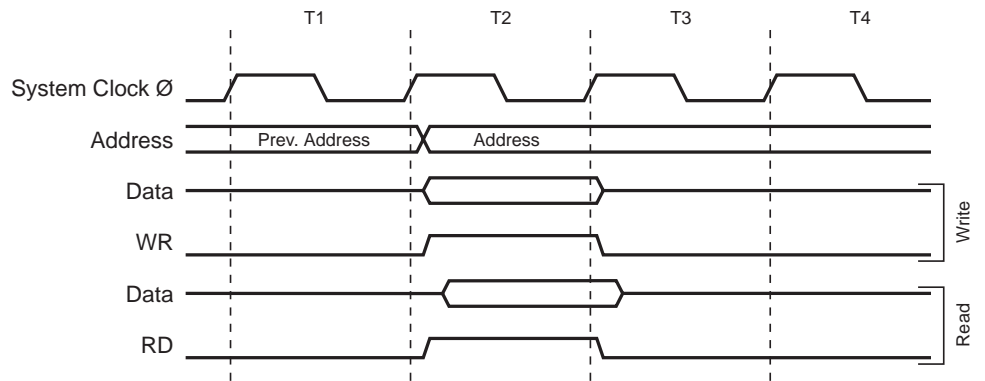 T1 T2 T3 T4
System Clock Ø
Address
Prev. Address Address
Data
WR
Write
Data
RD
Read